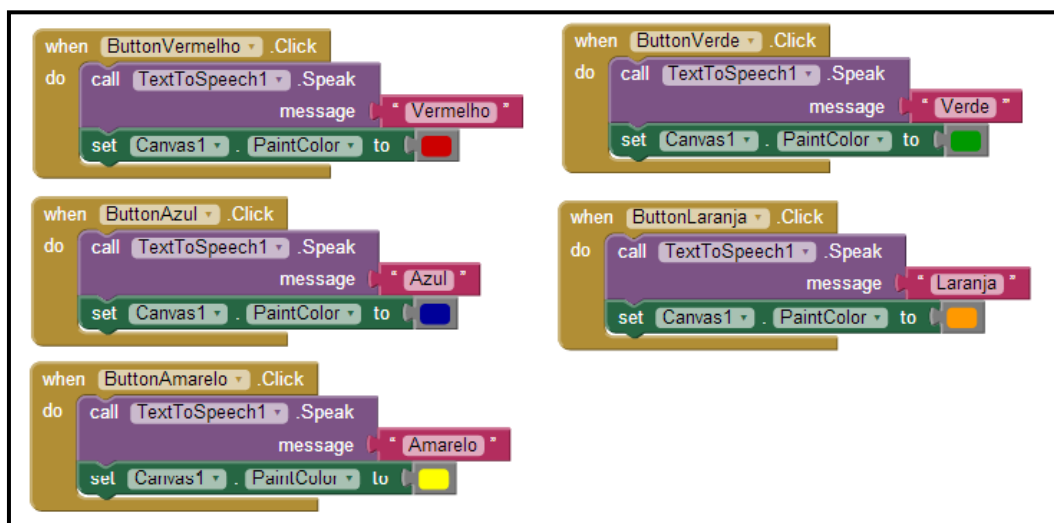 when ButtonVermelho .Click
do call TextToSpeech1 .Speak
message " Vermelho "
set Canvas1 . PaintColor to
when ButtonAzul .Click
do call TextToSpeech1 .Speak
message " Azul "
set Canvas1 . PaintColor to
when ButtonAmarelo .Click
do call TextToSpeech1 .Speak
message " Amarelo "
set Canvas1 . PaintColor to
when ButtonVerde .Click
do call TextToSpeech1 .Speak
message " Verde "
set Canvas1 . PaintColor to
when ButtonLaranja .Click
do call TextToSpeech1 .Speak
message " Laranja "
set Canvas1 . PaintColor to